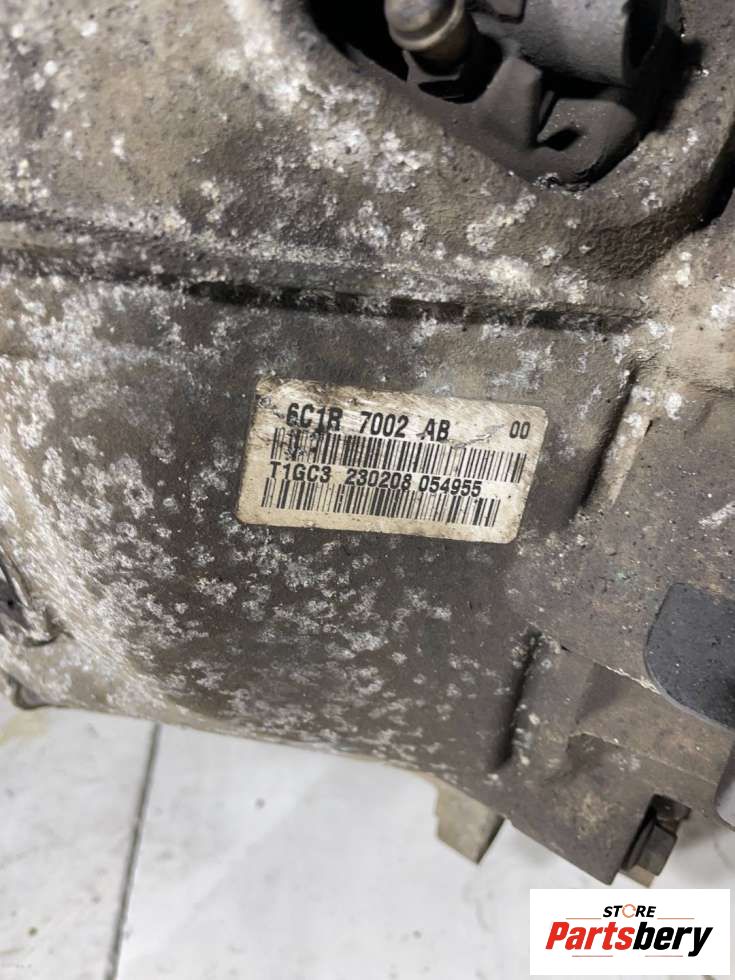 6C1R 7002 AB 00
T1GC3 230208 054955
STORE
Partsbery